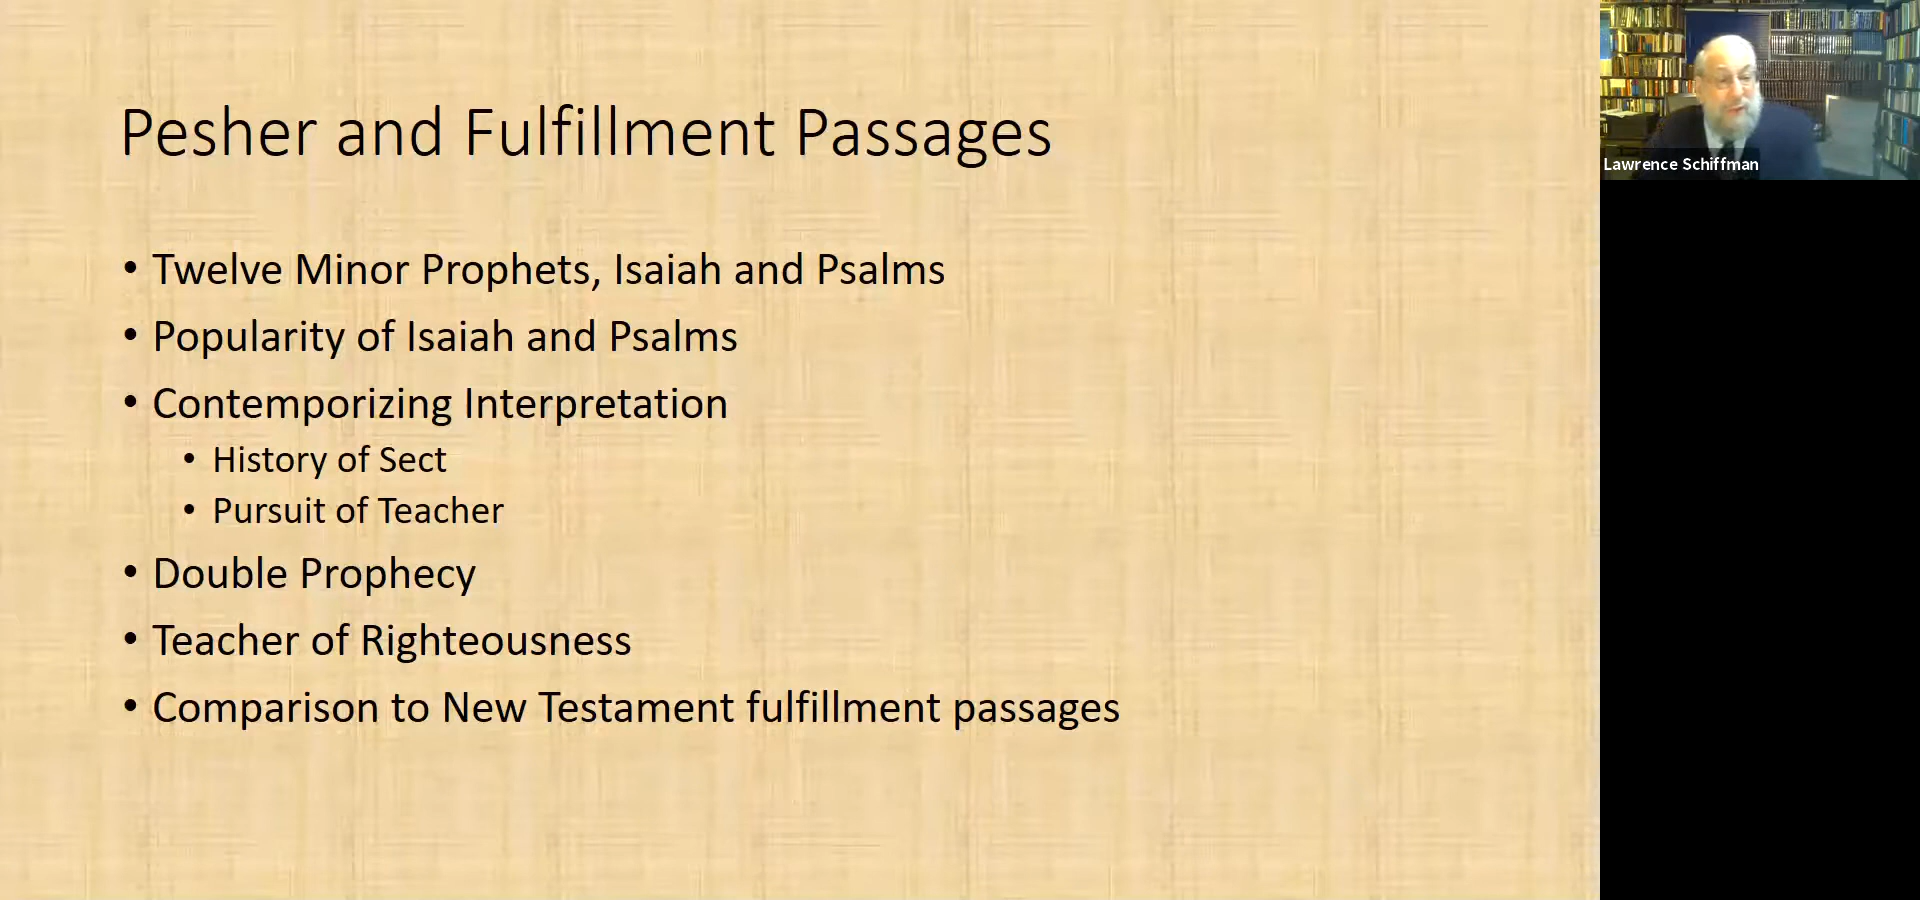 Pesher and Fulfillment Passages
• Twelve Minor Prophets, Isaiah and Psalms
• Popularity of Isaiah and Psalms
• Contemporizing Interpretation
• History of Sect
• Pursuit of Teacher
• Double Prophecy
• Teacher of Righteousness
• Comparison to New Testament fulfillment passages
Lawrence Schiffman